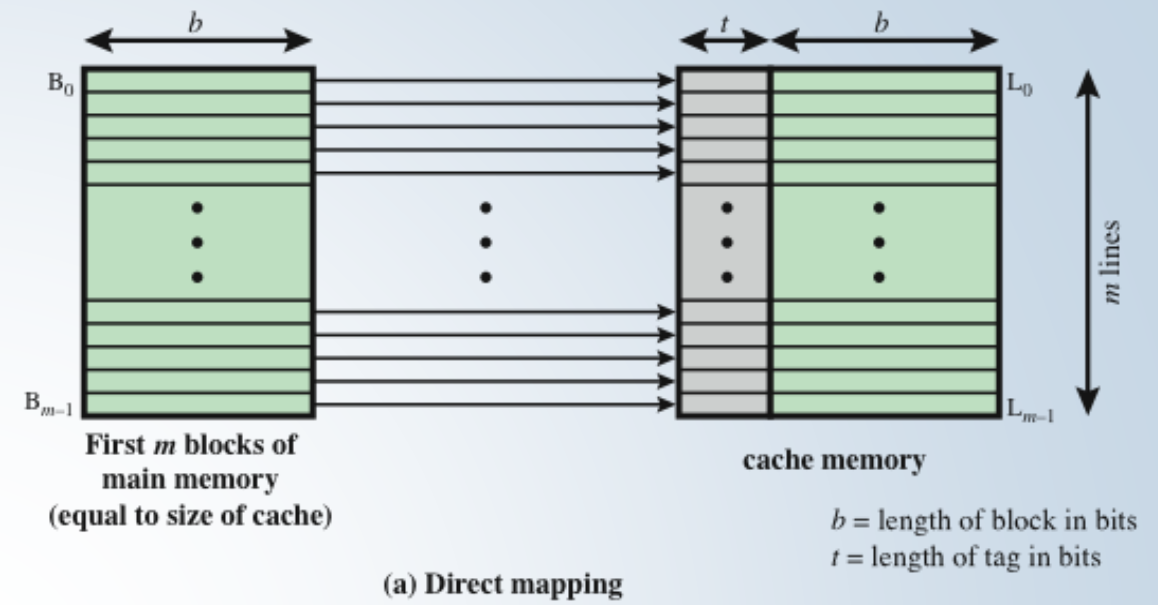 b
t
b
B0
L0
m lines
Bm–1
Lm–1
First m blocks of
main memory
(equal to size of cache)
cache memory
b = length of block in bits
t = length of tag in bits
(a) Direct mapping